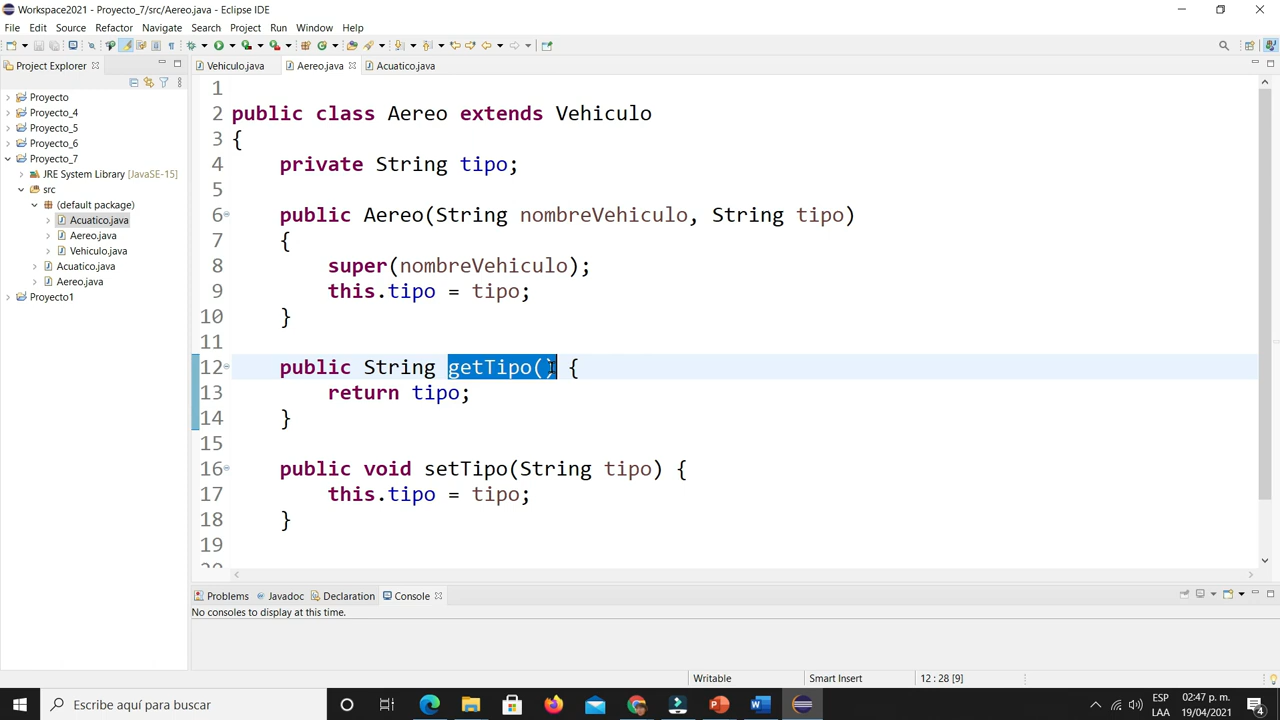 Workspace2021 - Proyecto_7/src/Aereo.java - Eclipse IDE
File Edit Source Refactor Navigate Search Project Run Window Help
Project Explorer
Vehiculo.java Aereo.java Acuatico.java
Proyecto
Proyecto_4
Proyecto_5
Proyecto_6
Proyecto_7
JRE System Library [JavaSE-15]
src
(default package)
Acuatico.java
Aereo.java
Vehiculo.java
Acuatico.java
Aereo.java
Proyecto1
1
2 public class Aereo extends Vehiculo
3 {
4 private String tipo;
5
6 public Aereo(String nombreVehiculo, String tipo)
7 {
8 super(nombreVehiculo);
9 this.tipo = tipo;
10 }
11
12 public String getTipo() {
13 return tipo;
14 }
15
16 public void setTipo(String tipo) {
17 this.tipo = tipo;
18 }
19
20
Problems Javadoc Declaration Console
No consoles to display at this time.
Writable Smart Insert 12 : 28 [9]
Escribe aquí para buscar
ESP
LAA
02:47 p. m.
19/04/2021
4